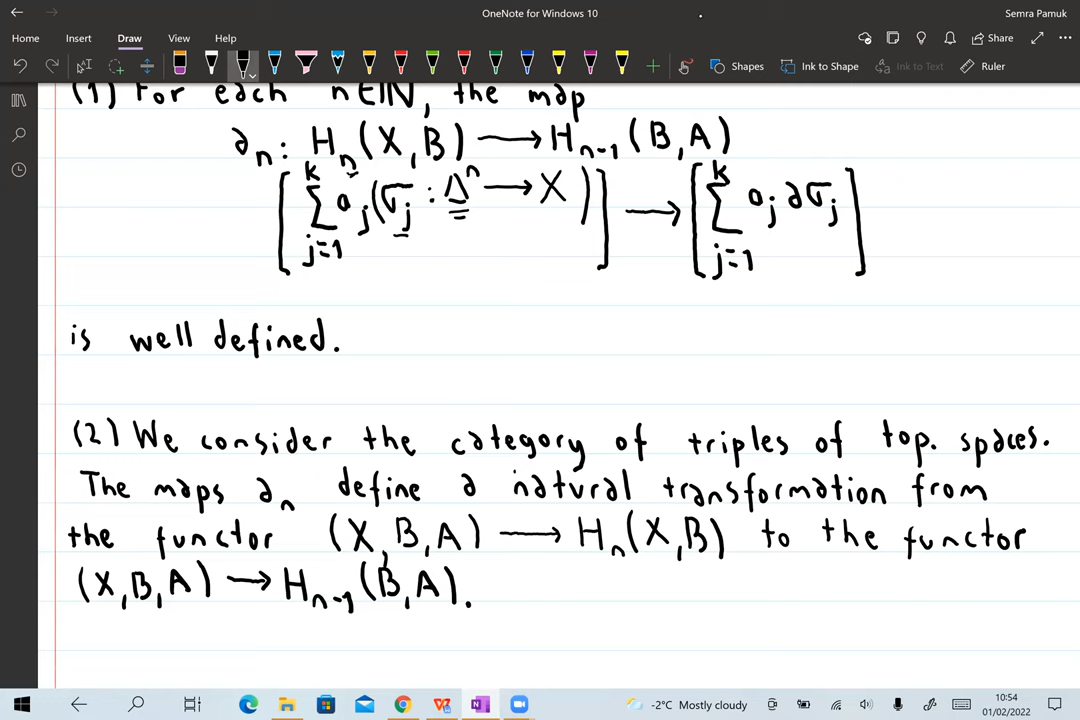 OneNote for Windows 10
Semra Pamuk
Home Insert Draw View Help
Share
Shapes Ink to Shape Ink to Text Ruler
(1) For each n∈ℕ, the map
∂n : Hn(X,B) ⟶ Hn-1(B,A)
[ ∑_{j=1}^{k} aj(σj : Δ^n ⟶ X) ] ⟶ [ ∑_{j=1}^{k} aj ∂σj ]
is well defined.
(2) We consider the category of triples of top. spaces.
The maps ∂n define a natural transformation from
the functor (X,B,A) ⟶ Hn(X,B) to the functor
(X,B,A) ⟶ Hn-1(B,A).
-2°C Mostly cloudy
10:54
01/02/2022